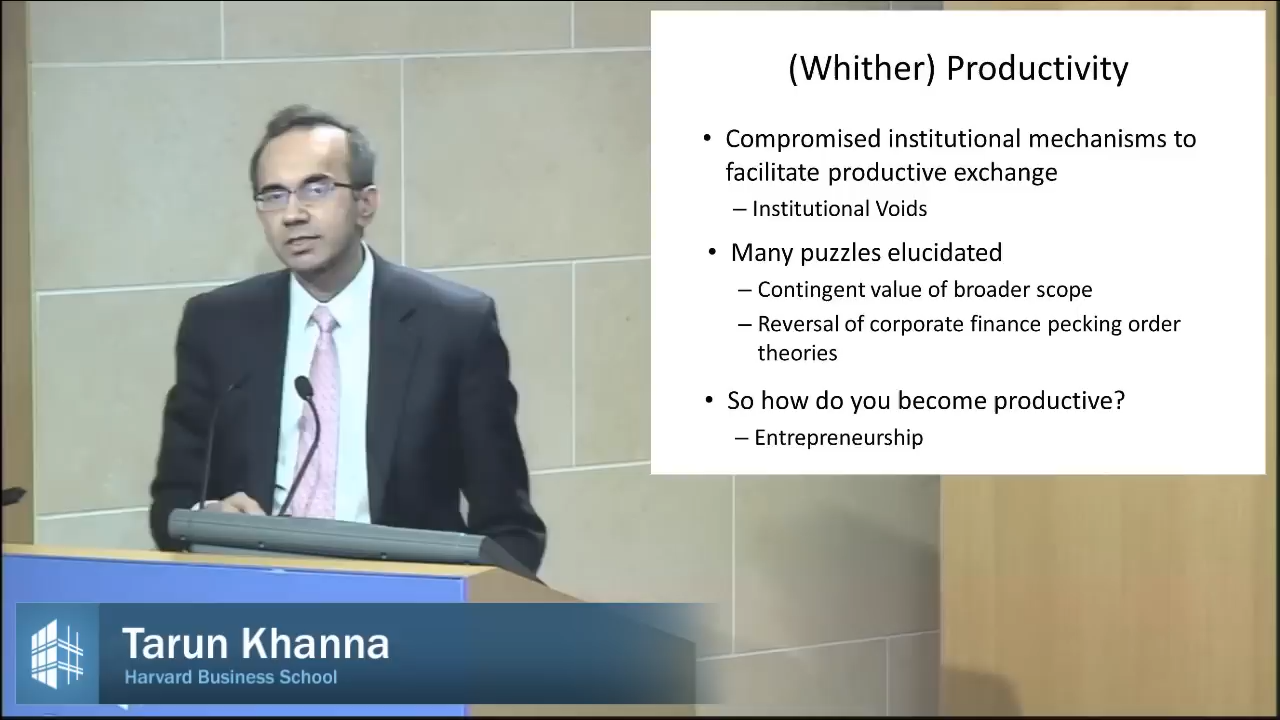 (Whither) Productivity
• Compromised institutional mechanisms to
facilitate productive exchange
– Institutional Voids
• Many puzzles elucidated
– Contingent value of broader scope
– Reversal of corporate finance pecking order
theories
• So how do you become productive?
– Entrepreneurship
Tarun Khanna
Harvard Business School